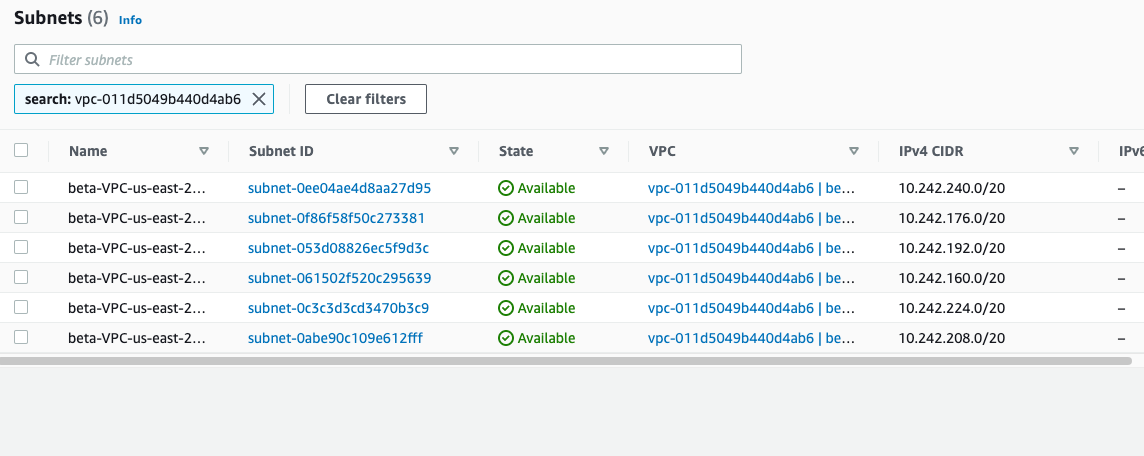 Subnets (6) Info
Filter subnets
search: vpc-011d5049b440d4ab6 Clear filters
Name Subnet ID State VPC IPv4 CIDR IPv6
beta-VPC-us-east-2... subnet-0ee04ae4d8aa27d95 Available vpc-011d5049b440d4ab6 | be... 10.242.240.0/20 –
beta-VPC-us-east-2... subnet-0f86f58f50c273381 Available vpc-011d5049b440d4ab6 | be... 10.242.176.0/20 –
beta-VPC-us-east-2... subnet-053d08826ec5f9d3c Available vpc-011d5049b440d4ab6 | be... 10.242.192.0/20 –
beta-VPC-us-east-2... subnet-061502f520c295639 Available vpc-011d5049b440d4ab6 | be... 10.242.160.0/20 –
beta-VPC-us-east-2... subnet-0c3c3d3cd3470b3c9 Available vpc-011d5049b440d4ab6 | be... 10.242.224.0/20 –
beta-VPC-us-east-2... subnet-0abe90c109e612fff Available vpc-011d5049b440d4ab6 | be... 10.242.208.0/20 –